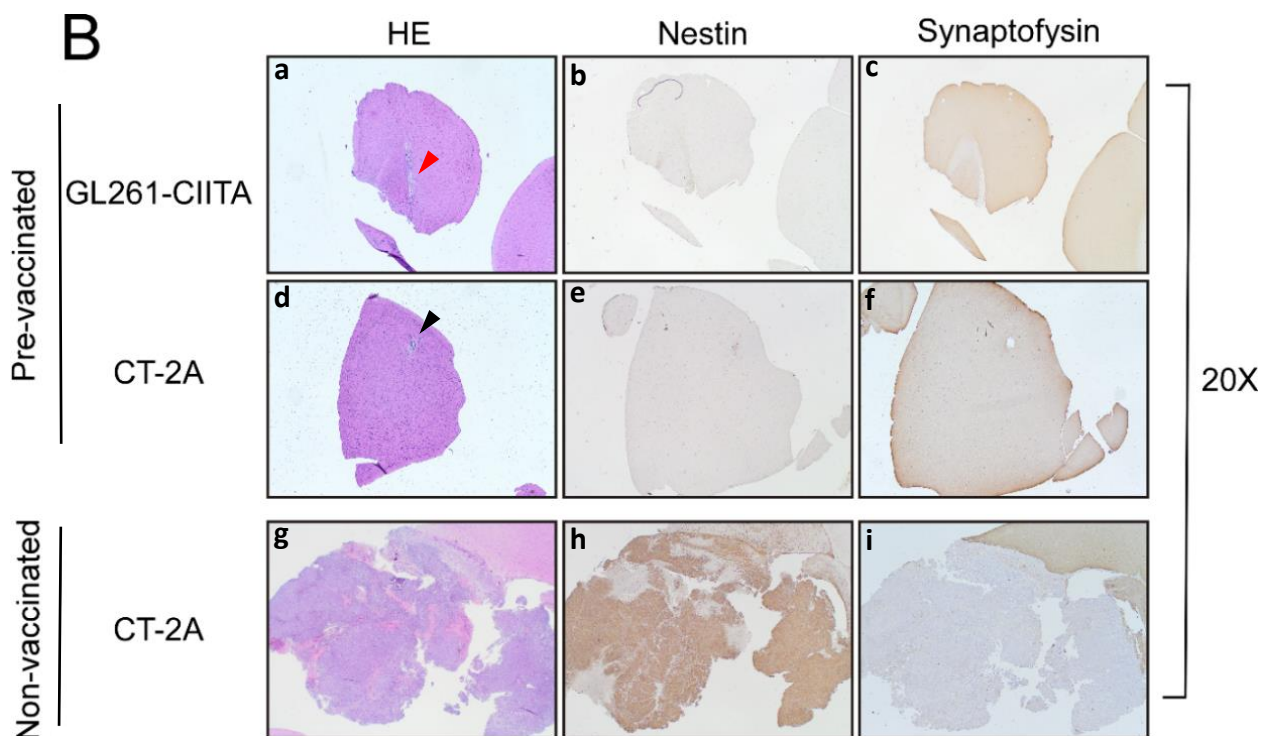 B
HE
Nestin
Synaptofysin
Pre-vaccinated
GL261-CIITA
a
b
c
CT-2A
d
e
f
20X
Non-vaccinated
CT-2A
g
h
i